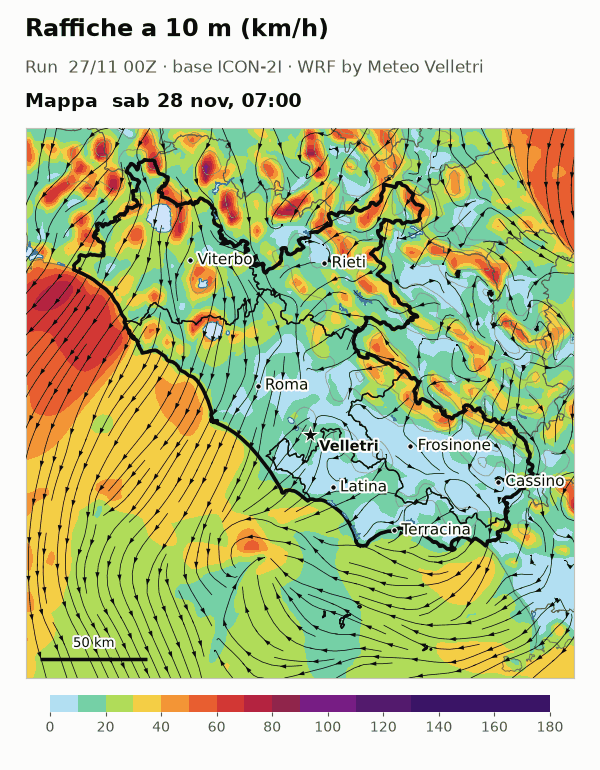 Raffiche a 10 m (km/h)
Run  27/11 00Z · base ICON-2I · WRF by Meteo Velletri
Mappa  sab 28 nov, 07:00
Viterbo
Rieti
Roma
Velletri
Frosinone
Cassino
Latina
Terracina
50 km
0 20 40 60 80 100 120 140 160 180